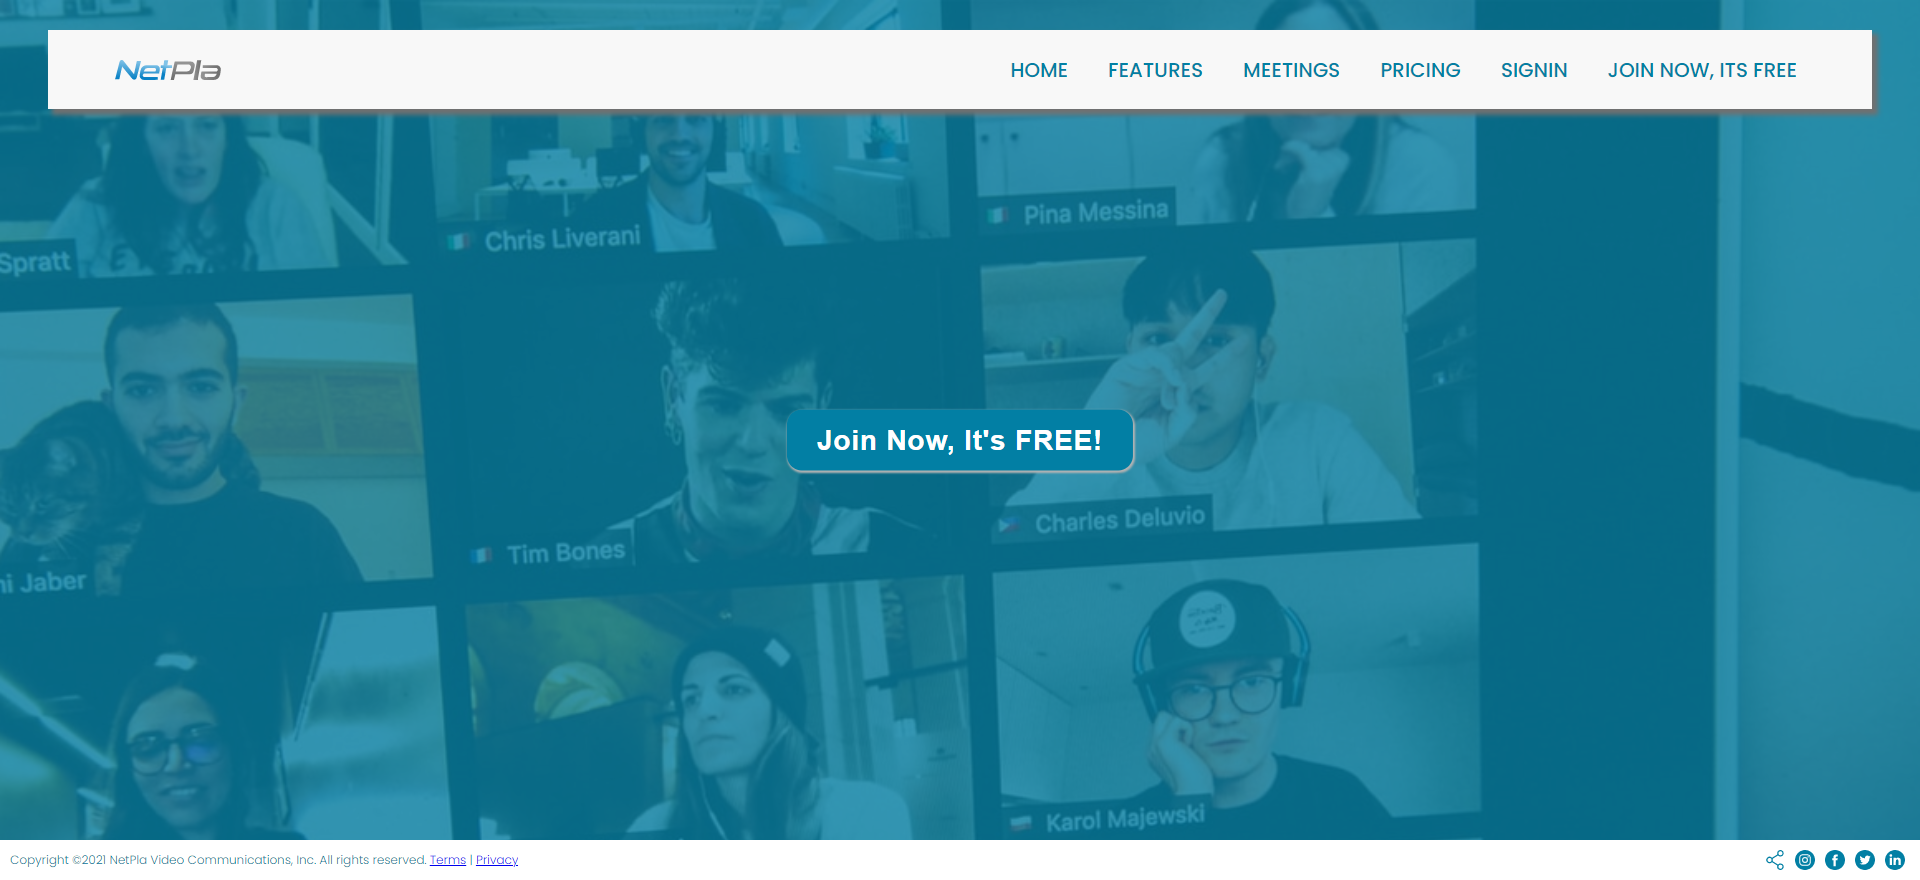 NetPla
HOME FEATURES MEETINGS PRICING SIGNIN JOIN NOW, ITS FREE
Spratt
Chris Liverani
Pina Messina
Join Now, It's FREE!
ni Jaber
Tim Bones
Charles Deluvio
Karol Majewski
Copyright ©2021 NetPla Video Communications, Inc. All rights reserved. Terms | Privacy